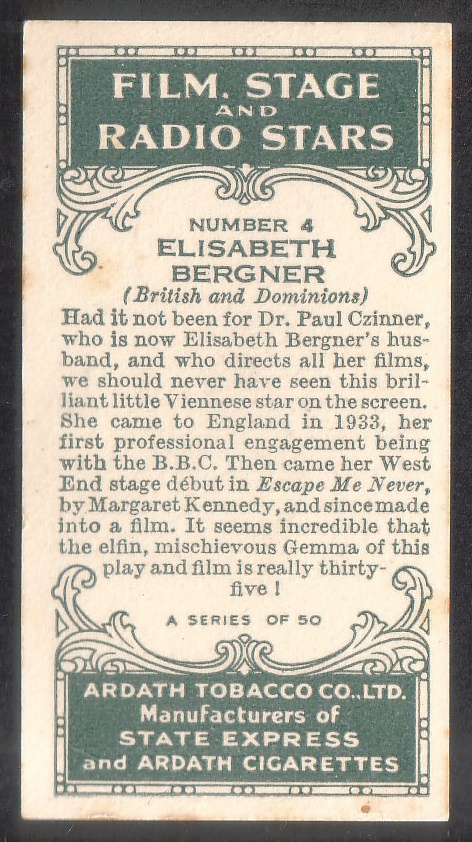 FILM. STAGE
AND
RADIO STARS
NUMBER 4
ELISABETH
BERGNER
(British and Dominions)
Had it not been for Dr. Paul Czinner,
who is now Elisabeth Bergner's hus-
band, and who directs all her films,
we should never have seen this bril-
liant little Viennese star on the screen.
She came to England in 1933, her
first professional engagement being
with the B.B.C. Then came her West
End stage début in Escape Me Never,
by Margaret Kennedy, and since made
into a film. It seems incredible that
the elfin, mischievous Gemma of this
play and film is really thirty-
five !
A SERIES OF 50
ARDATH TOBACCO CO., LTD.
Manufacturers of
STATE EXPRESS
and ARDATH CIGARETTES